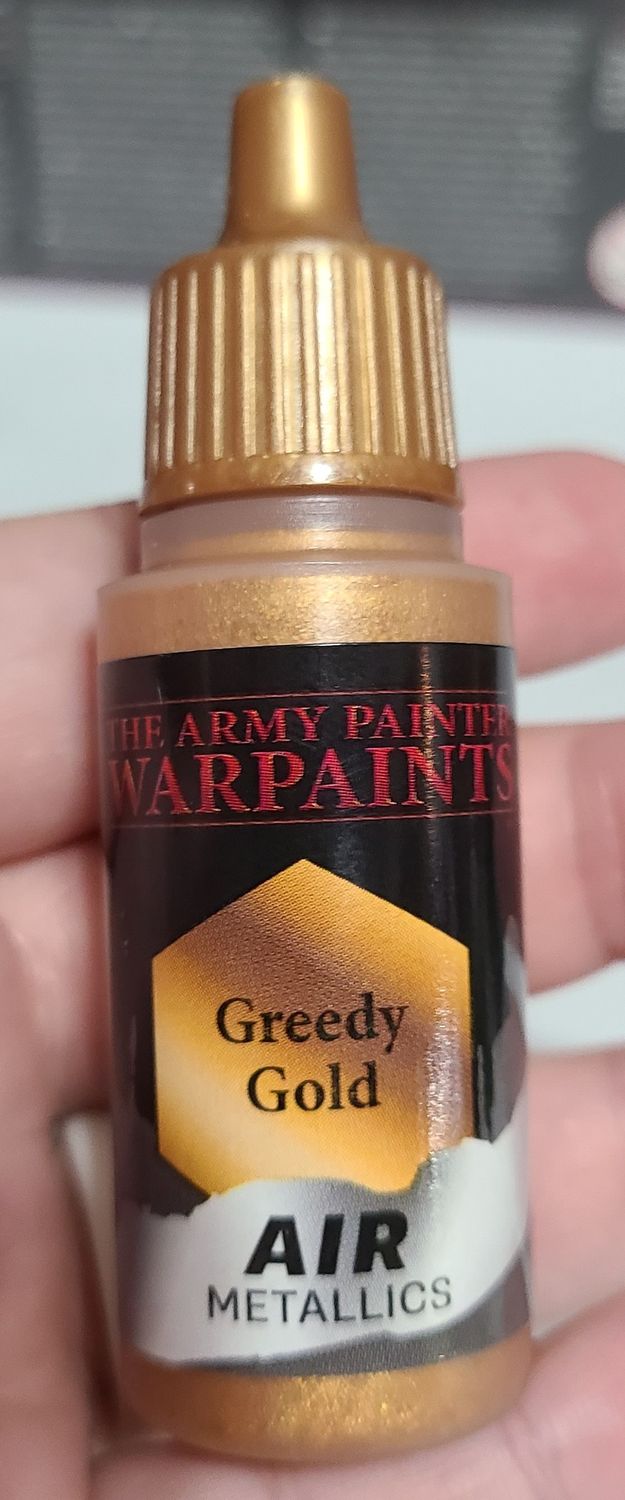 THE ARMY PAINTER
WARPAINTS
Greedy
Gold
AIR
METALLICS